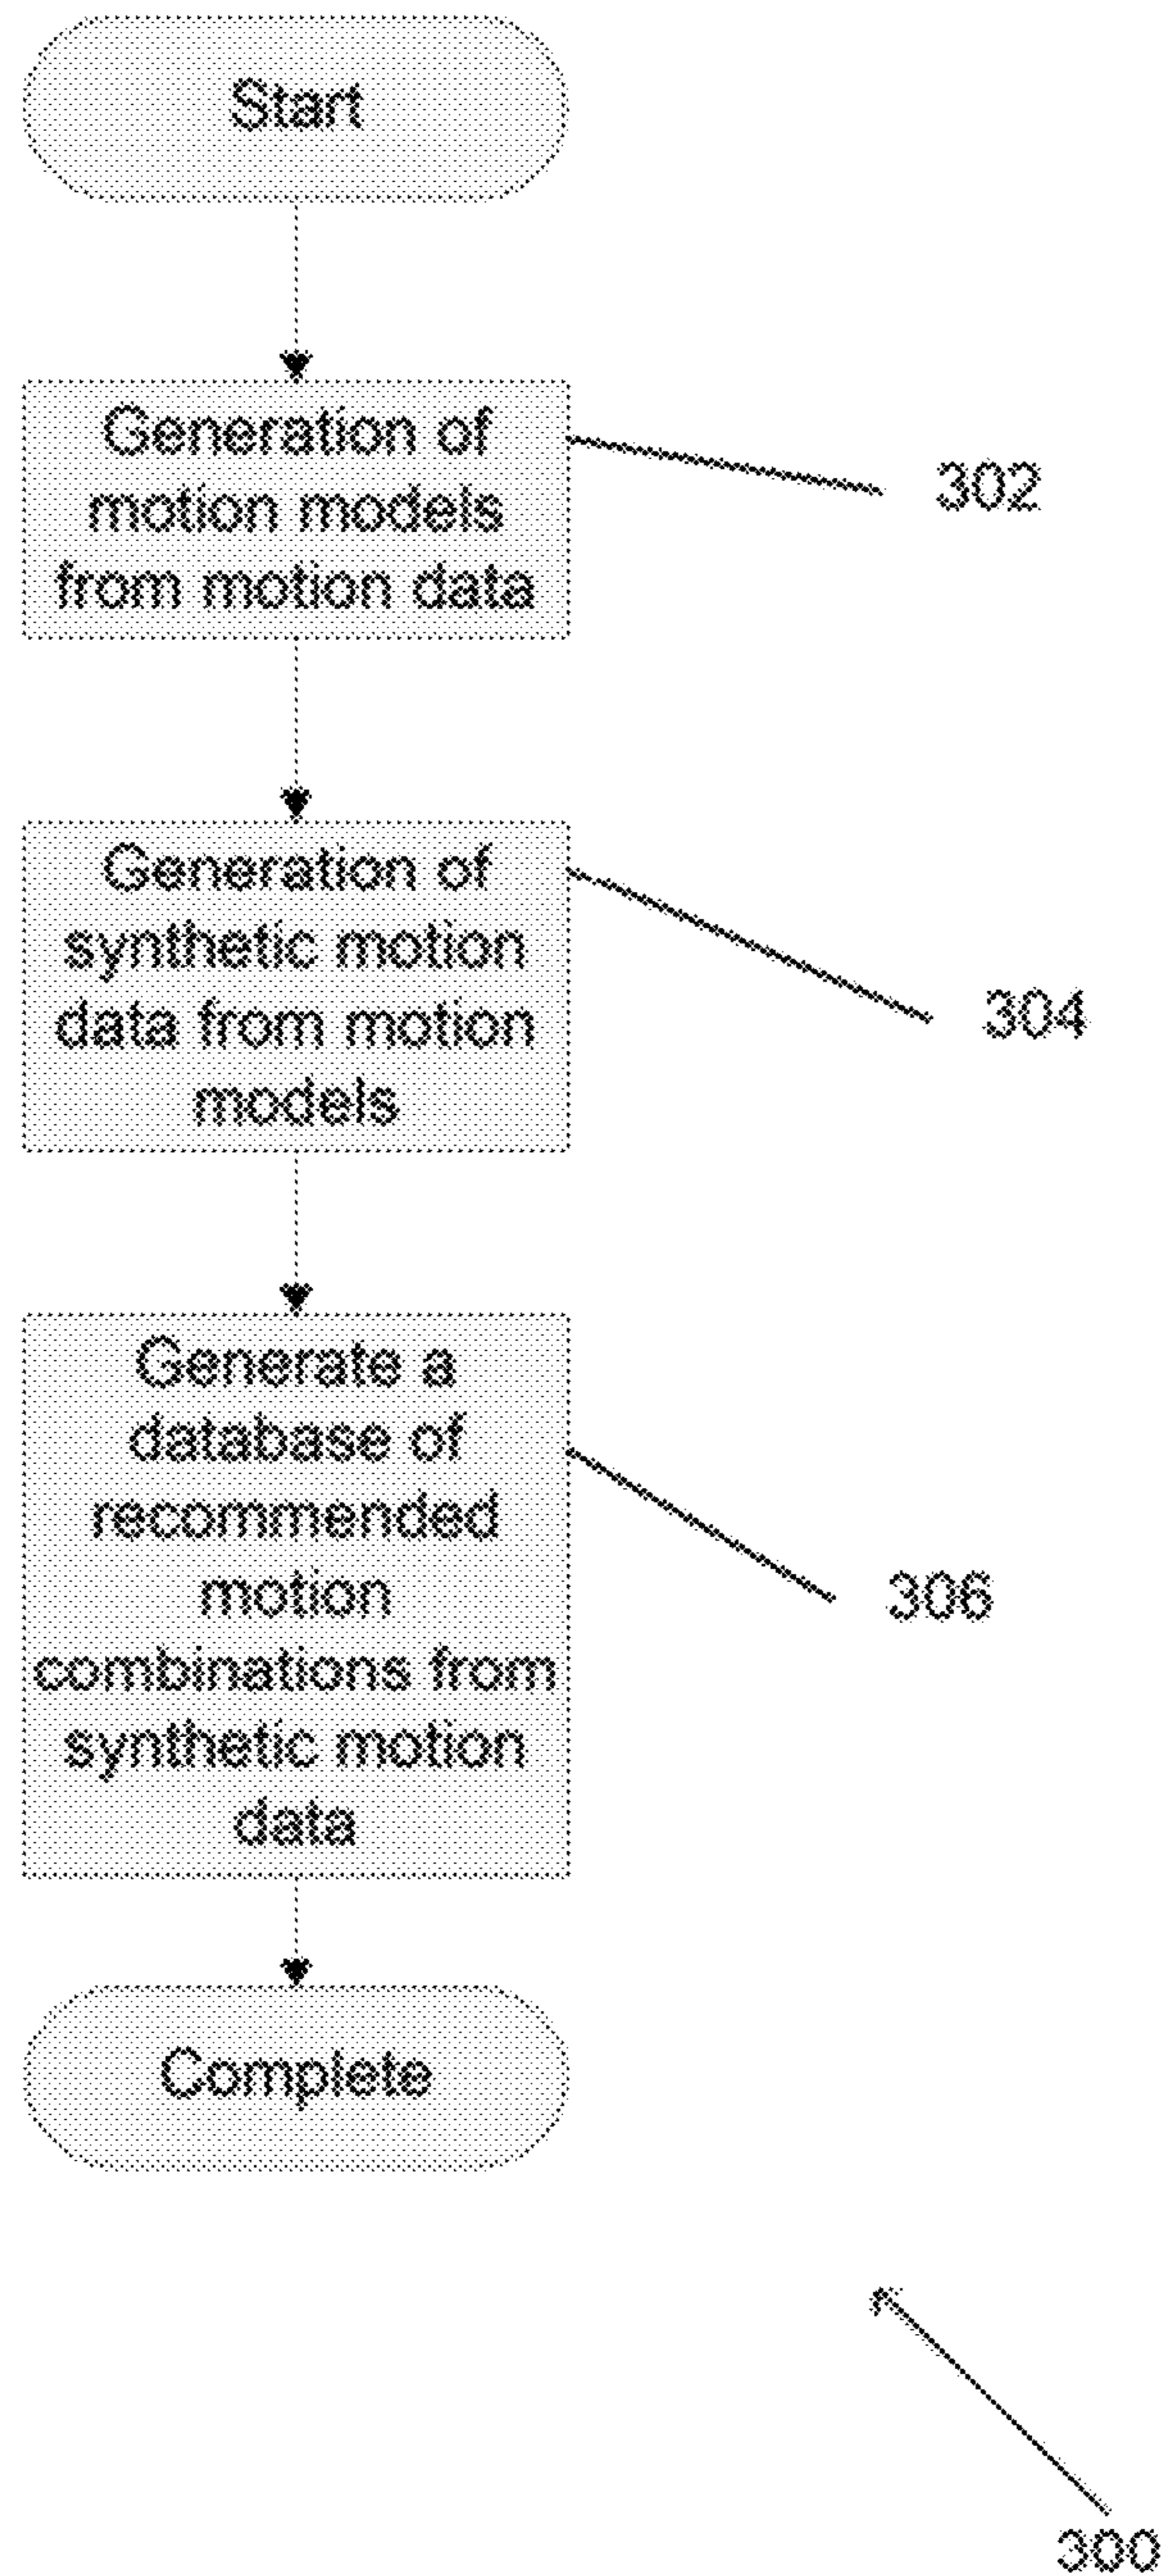 Start
Generation of
motion models
from motion data
302
Generation of
synthetic motion
data from motion
models
304
Generate a
database of
recommended
motion
combinations from
synthetic motion
data
306
Complete
300